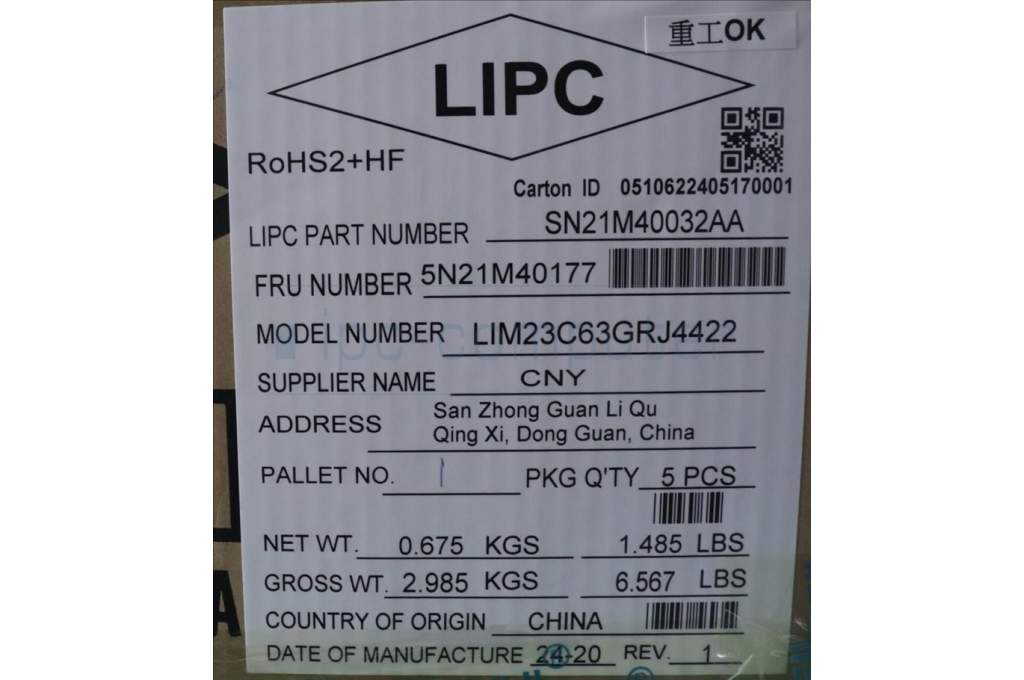 重工OK
LIPC
RoHS2+HF
Carton ID 0510622405170001
LIPC PART NUMBER SN21M40032AA
FRU NUMBER 5N21M40177
MODEL NUMBER LIM23C63GRJ4422
ipc computer
SUPPLIER NAME CNY
ADDRESS San Zhong Guan Li Qu
Qing Xi, Dong Guan, China
PALLET NO. 1 PKG Q'TY 5 PCS
NET WT. 0.675 KGS 1.485 LBS
GROSS WT. 2.985 KGS 6.567 LBS
COUNTRY OF ORIGIN CHINA
DATE OF MANUFACTURE 24-20 REV. 1
A